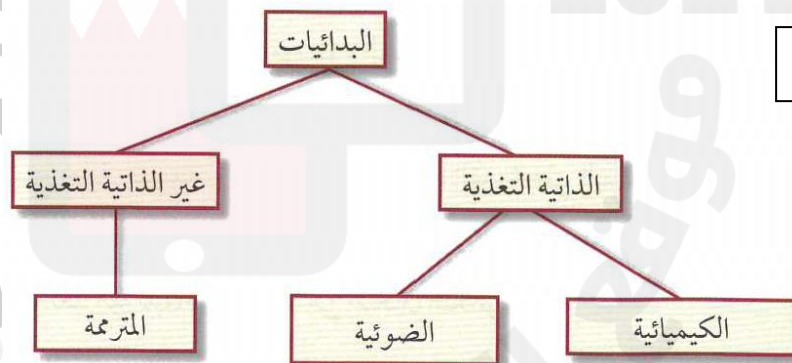 البدائيات
الذاتية التغذية
غير الذاتية التغذية
الكيميائية
الضوئية
المترممة